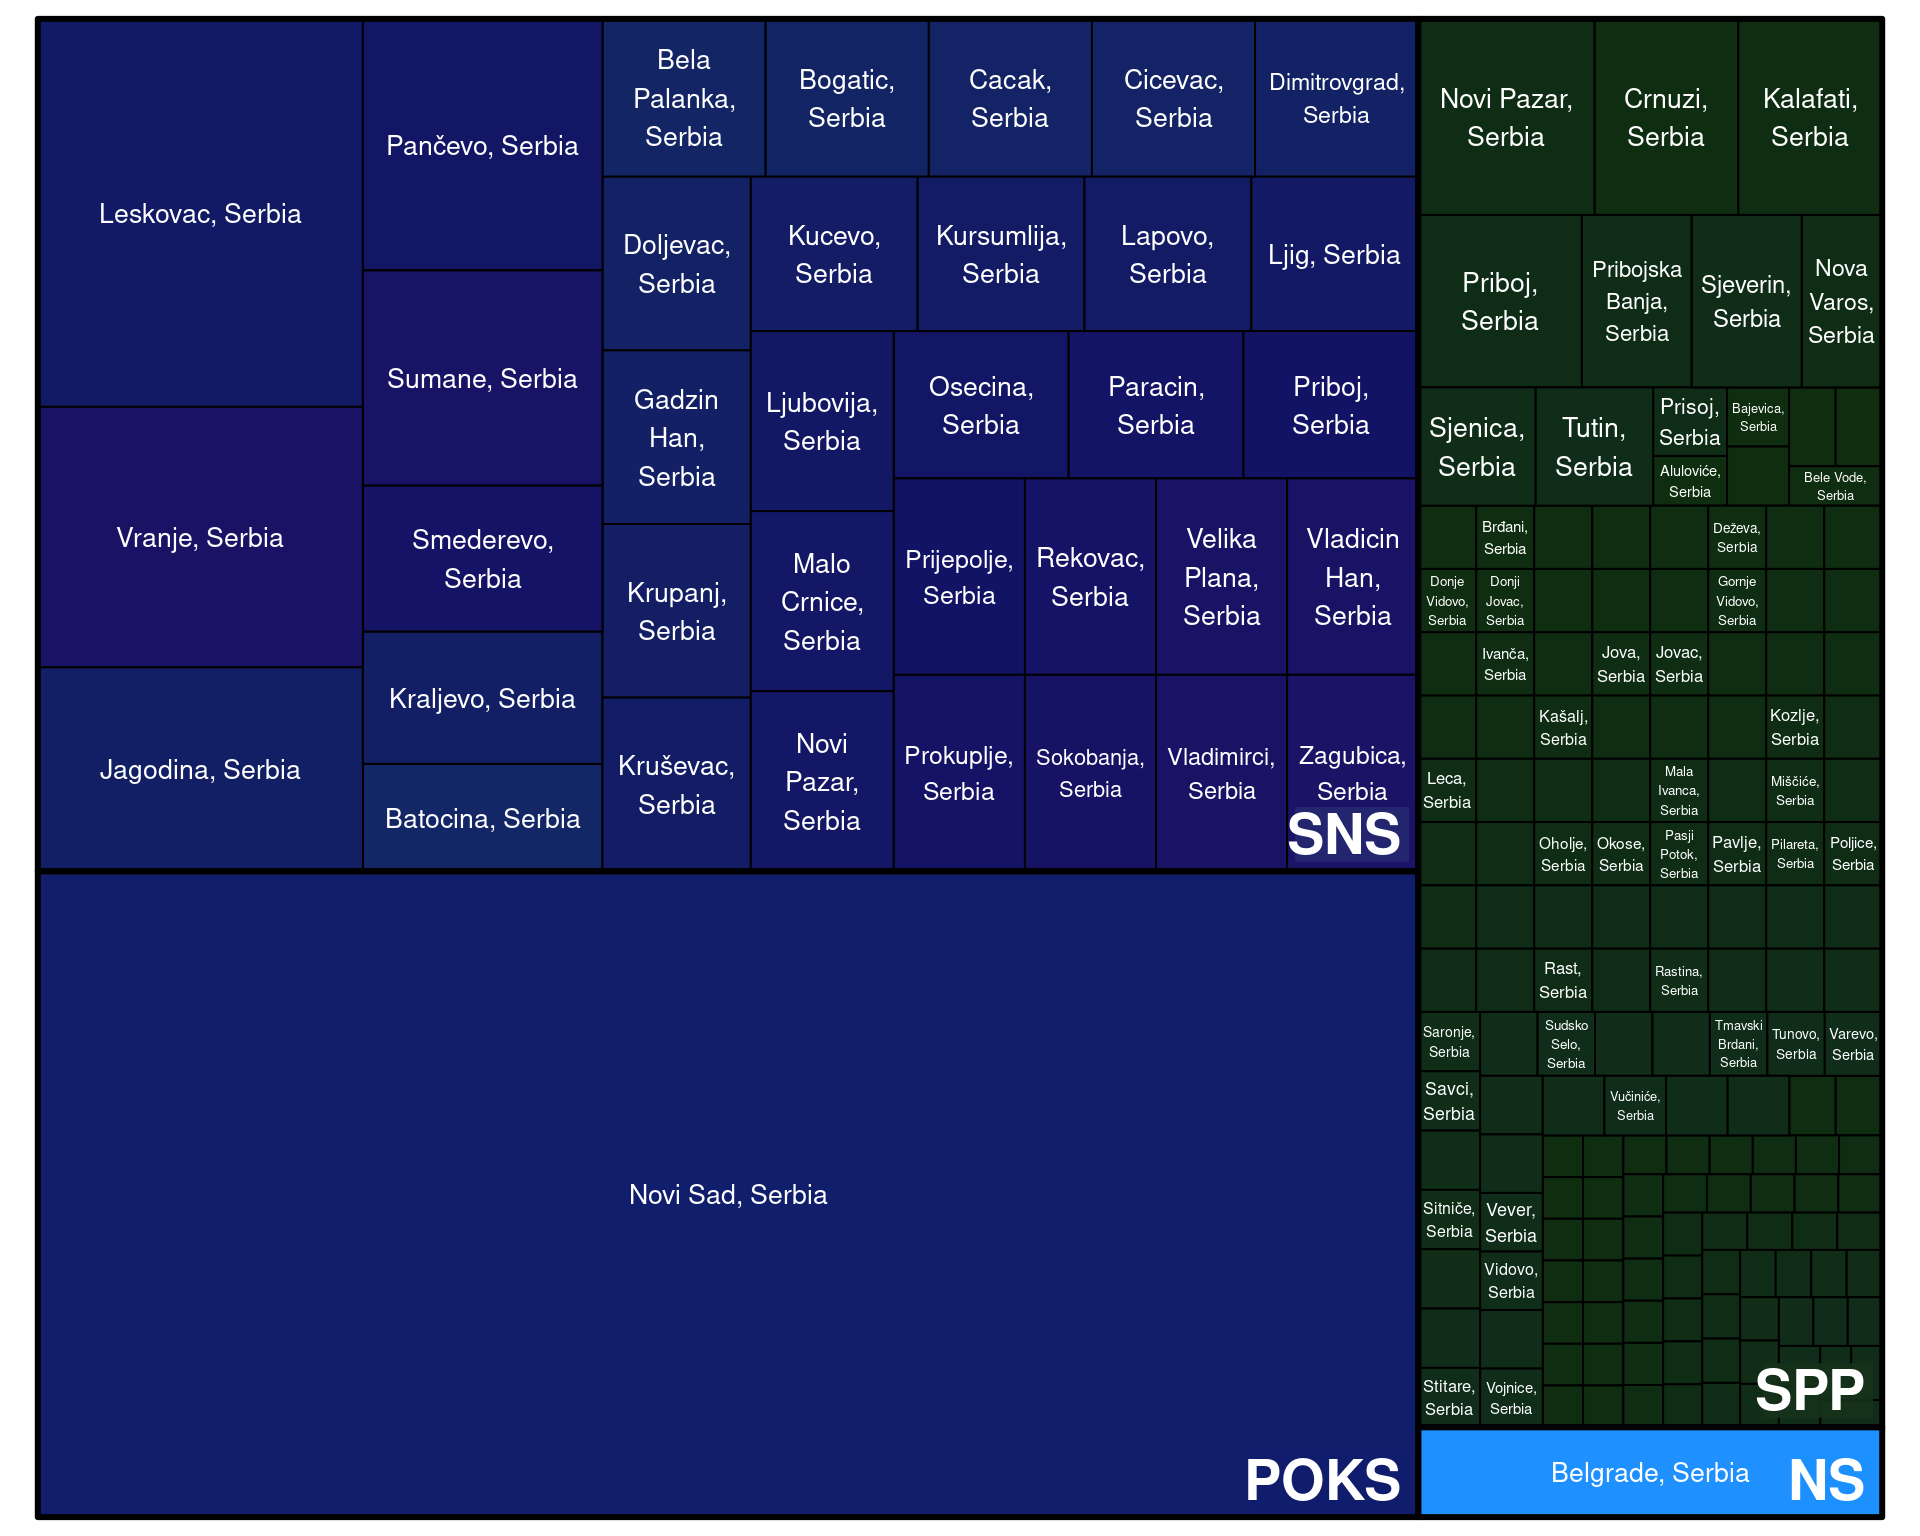 Leskovac, Serbia
Vranje, Serbia
Jagodina, Serbia
Pančevo, Serbia
Sumane, Serbia
Smederevo,
Serbia
Kraljevo, Serbia
Batocina, Serbia
Bela
Palanka,
Serbia
Bogatic,
Serbia
Cacak,
Serbia
Cicevac,
Serbia
Dimitrovgrad,
Serbia
Doljevac,
Serbia
Gadzin
Han,
Serbia
Krupanj,
Serbia
Kruševac,
Serbia
Kucevo,
Serbia
Kursumlija,
Serbia
Lapovo,
Serbia
Ljig, Serbia
Ljubovija,
Serbia
Malo
Crnice,
Serbia
Novi
Pazar,
Serbia
Osecina,
Serbia
Paracin,
Serbia
Priboj,
Serbia
Prijepolje,
Serbia
Rekovac,
Serbia
Velika
Plana,
Serbia
Vladicin
Han,
Serbia
Prokuplje,
Serbia
Sokobanja,
Serbia
Vladimirci,
Serbia
Zagubica,
Serbia
SNS
Novi Sad, Serbia
POKS
Novi Pazar,
Serbia
Crnuzi,
Serbia
Kalafati,
Serbia
Priboj,
Serbia
Pribojska
Banja,
Serbia
Sjeverin,
Serbia
Nova
Varos,
Serbia
Sjenica,
Serbia
Tutin,
Serbia
Prisoj,
Serbia
Aluloviće,
Serbia
Bajevica,
Serbia
Bele Vode,
Serbia
Brđani,
Serbia
Deževa,
Serbia
Donje
Vidovo,
Serbia
Donji
Jovac,
Serbia
Gornje
Vidovo,
Serbia
Ivanča,
Serbia
Jova,
Serbia
Jovac,
Serbia
Kašalj,
Serbia
Kozlje,
Serbia
Leca,
Serbia
Mala
Ivanca,
Serbia
Miščiće,
Serbia
Oholje,
Serbia
Okose,
Serbia
Pasji
Potok,
Serbia
Pavlje,
Serbia
Pilareta,
Serbia
Poljice,
Serbia
Rast,
Serbia
Rastina,
Serbia
Saronje,
Serbia
Sudsko
Selo,
Serbia
Tmavski
Brdani,
Serbia
Tunovo,
Serbia
Varevo,
Serbia
Savci,
Serbia
Vučiniće,
Serbia
Sitniče,
Serbia
Vever,
Serbia
Vidovo,
Serbia
Stitare,
Serbia
Vojnice,
Serbia
SPP
Belgrade, Serbia
NS